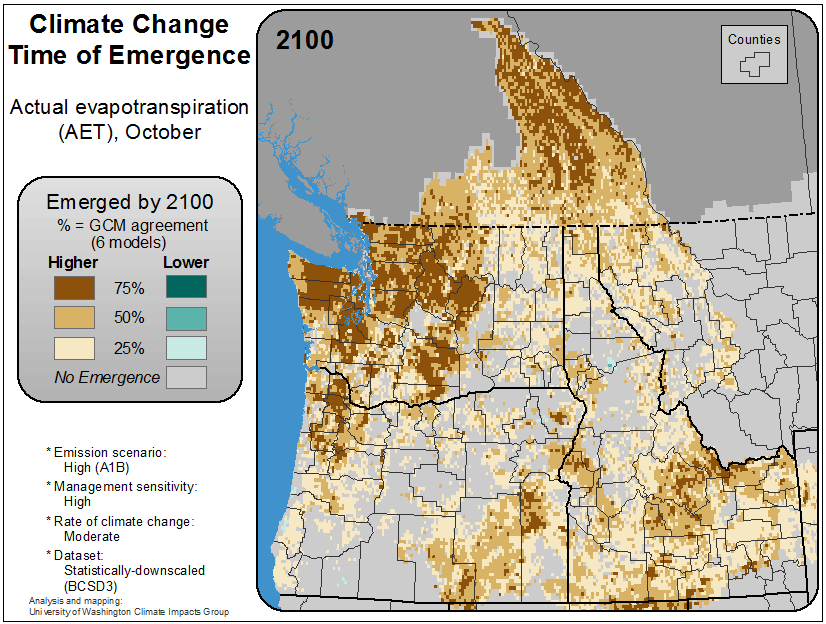 Climate Change
Time of Emergence
Actual evapotranspiration
(AET), October
Emerged by 2100
% = GCM agreement
(6 models)
Higher Lower
75%
50%
25%
No Emergence
* Emission scenario:
High (A1B)
* Management sensitivity:
High
* Rate of climate change:
Moderate
* Dataset:
Statistically-downscaled
(BCSD3)
Analysis and mapping:
University of Washington Climate Impacts Group
2100
Counties